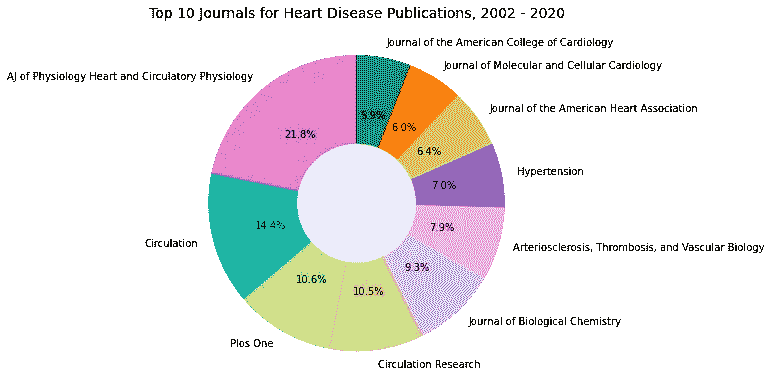 Top 10 Journals for Heart Disease Publications, 2002 - 2020
Journal of the American College of Cardiology
Journal of Molecular and Cellular Cardiology
AJ of Physiology Heart and Circulatory Physiology
Journal of the American Heart Association
5.9%
6.0%
21.8%
6.4%
Hypertension
7.0%
14.4%
7.9%
Circulation
Arteriosclerosis, Thrombosis, and Vascular Biology
9.3%
10.6%
10.5%
Journal of Biological Chemistry
Plos One
Circulation Research